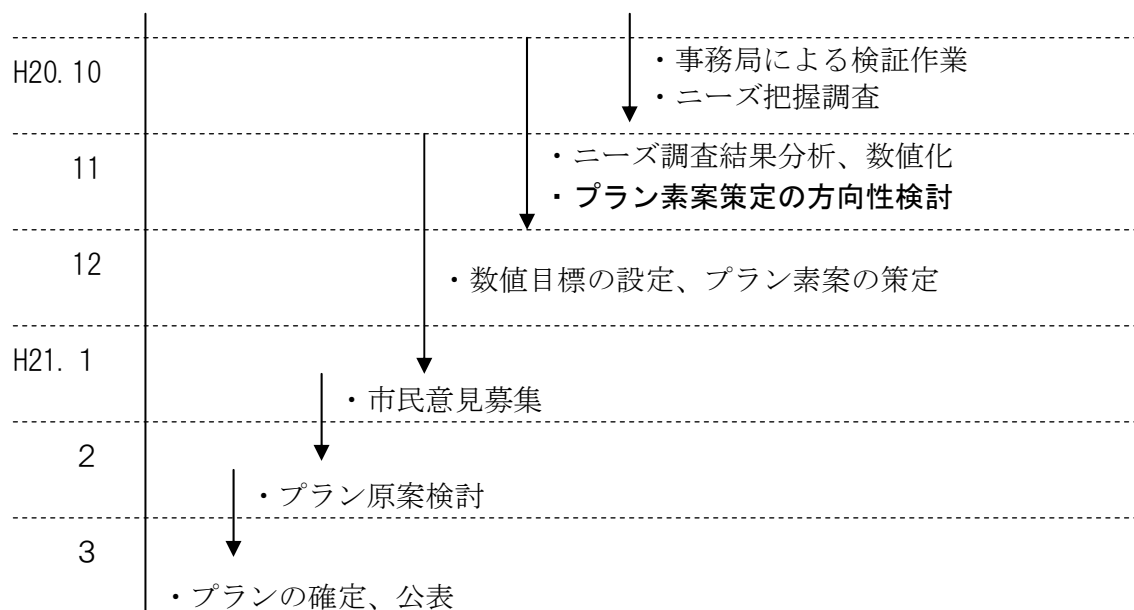 ・事務局による検証作業
H20.10
・ニーズ把握調査
・ニーズ調査結果分析、数値化
11
・プラン素案策定の方向性検討
12
・数値目標の設定、プラン素案の策定
H21. 1
・市民意見募集
2
・プラン原案検討
3
・プランの確定、公表